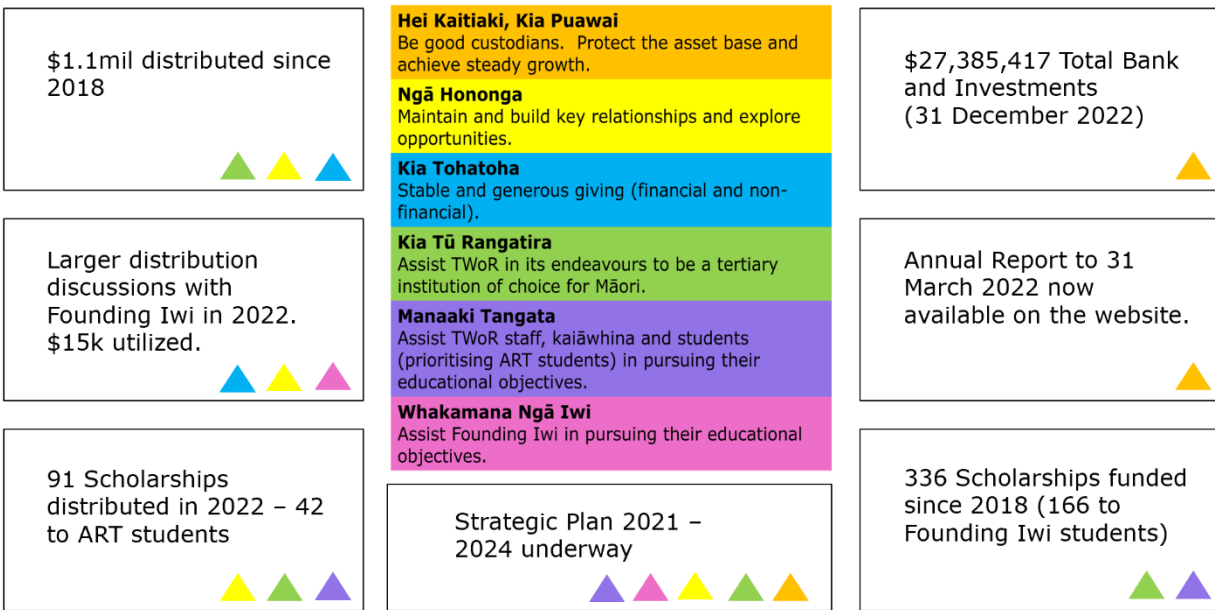 $1.1mil distributed since
2018
Larger distribution
discussions with
Founding Iwi in 2022.
$15k utilized.
91 Scholarships
distributed in 2022 – 42
to ART students
Hei Kaitiaki, Kia Puawai
Be good custodians.  Protect the asset base and
achieve steady growth.
Ngā Hononga
Maintain and build key relationships and explore
opportunities.
Kia Tohatoha
Stable and generous giving (financial and non-
financial).
Kia Tū Rangatira
Assist TWoR in its endeavours to be a tertiary
institution of choice for Māori.
Manaaki Tangata
Assist TWoR staff, kaiāwhina and students
(prioritising ART students) in pursuing their
educational objectives.
Whakamana Ngā Iwi
Assist Founding Iwi in pursuing their educational
objectives.
Strategic Plan 2021 –
2024 underway
$27,385,417 Total Bank
and Investments
(31 December 2022)
Annual Report to 31
March 2022 now
available on the website.
336 Scholarships funded
since 2018 (166 to
Founding Iwi students)